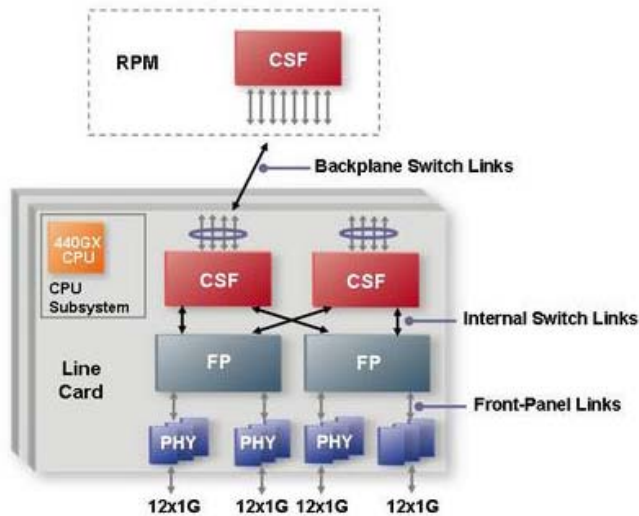 RPM
CSF
Backplane Switch Links
440GX
CPU
CPU
Subsystem
CSF
CSF
Internal Switch Links
Line
Card
FP
FP
Front-Panel Links
PHY
PHY
PHY
12x1G
12x1G
12x1G
12x1G